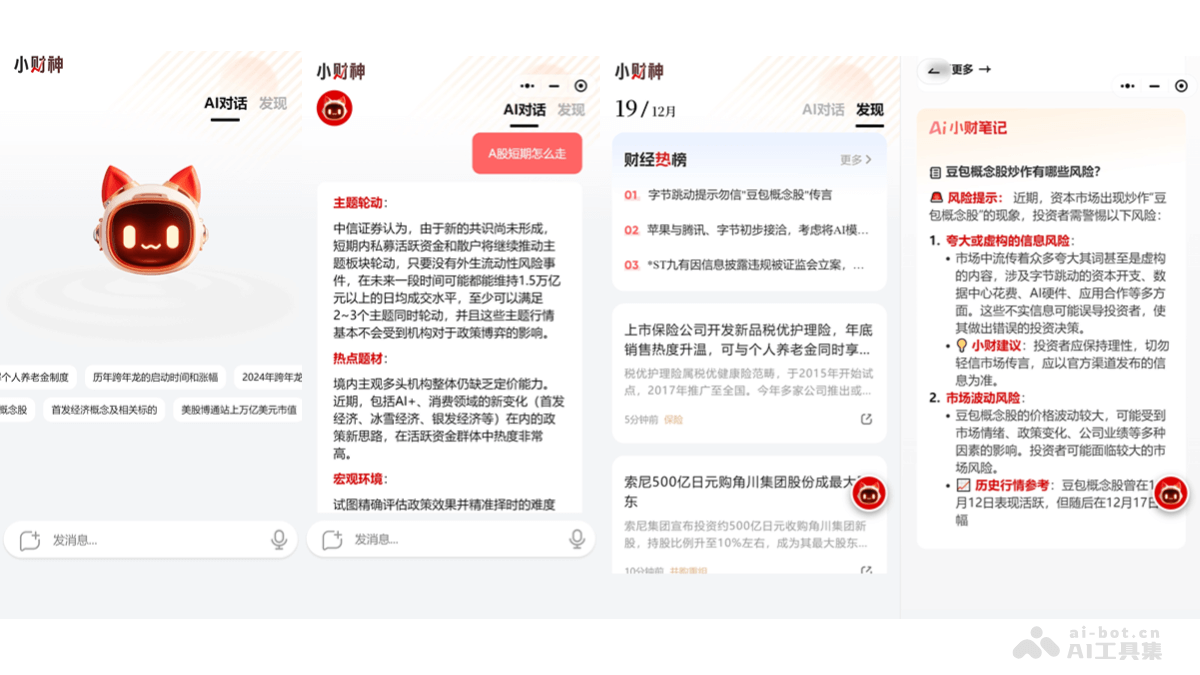 小财神
AI对话 发现
个人养老金制度
历年跨年龙的启动时间和涨幅
2024年跨年龙
概念股
首发经济概念及相关标的
美股博通站上万亿美元市值
发消息...
小财神
AI对话 发现
A股短期怎么走
主题轮动:
中信证券认为，由于新的共识尚未形成，
短期内私募活跃资金和散户将继续推动主
题板块轮动，只要没有外生流动性风险事
件，在未来一段时间可能都能维持1.5万亿
元以上的日均成交水平，至少可以满足
2~3个主题同时轮动，并且这些主题行情
基本不会受到机构对于政策博弈的影响。
热点题材:
境内主观多头机构整体仍缺乏定价能力。
近期，包括AI+、消费领域的新变化（首发
经济、冰雪经济、银发经济等）在内的政
策新思路，在活跃资金群体中热度非常
高。
宏观环境:
试图精确评估政策效果并精准择时的难度
发消息...
小财神
19/12月
AI对话 发现
财经热榜
更多 >
01 字节跳动提示勿信"豆包概念股"传言
02 苹果与腾讯、字节初步接洽，考虑将AI模...
03 *ST九有因信息披露违规被证监会立案，...
上市保险公司开发新品税优护理险，年底
销售热度升温，可与个人养老金同时享...
税优护理险属税优健康险范畴，于2015年开始试
点，2017年推广至全国。今年多家公司推出或...
5分钟前 保险
索尼500亿日元购角川集团股份成最大
东
索尼集团宣布投资约500亿日元收购角川集团新
股，持股比例升至10%左右，成为其最大股东...
10分钟前 并购重组
更多 →
Ai小财笔记
豆包概念股炒作有哪些风险?
风险提示： 近期，资本市场出现炒作"豆
包概念股"的现象，投资者需警惕以下风险：
1. 夸大或虚构的信息风险:
• 市场中流传着众多夸大其词甚至是虚构
的内容，涉及字节跳动的资本开支、数
据中心花费、AI硬件、应用合作等多方
面。这些不实信息可能误导投资者，使
其做出错误的投资决策。
• 小财建议：投资者应保持理性，切勿
轻信市场传言，应以官方渠道发布的信
息为准。
2. 市场波动风险:
• 豆包概念股的价格波动较大，可能受到
市场情绪、政策变化、公司业绩等多种
因素的影响。投资者可能面临较大的市
场风险。
• 历史行情参考：豆包概念股曾在1
月12日表现活跃，但随后在12月17日
幅
ai-bot.cn
AI工具集